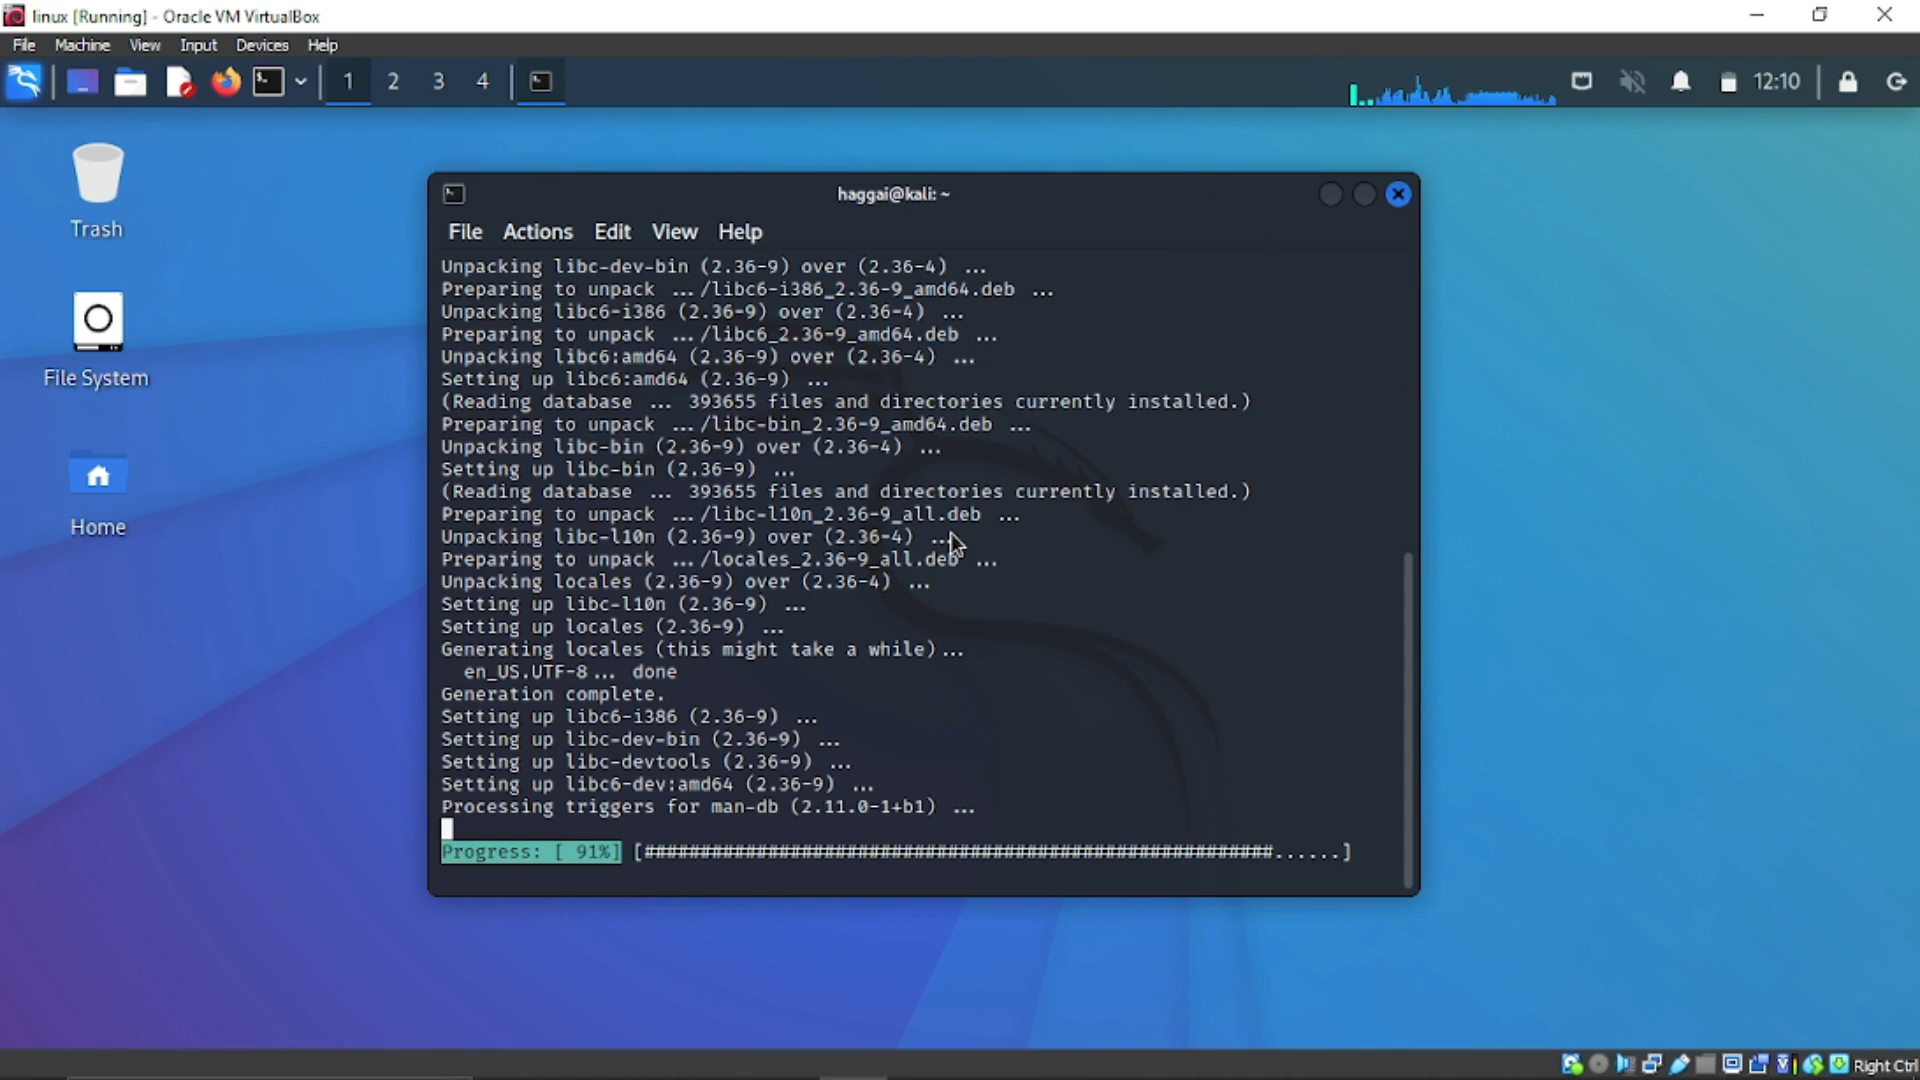 linux [Running] - Oracle VM VirtualBox
File Machine View Input Devices Help
1 2 3 4 12:10
Trash
File System
Home
haggai@kali: ~
File Actions Edit View Help
Unpacking libc-dev-bin (2.36-9) over (2.36-4) ...
Preparing to unpack .../libc6-i386_2.36-9_amd64.deb ...
Unpacking libc6-i386 (2.36-9) over (2.36-4) ...
Preparing to unpack .../libc6_2.36-9_amd64.deb ...
Unpacking libc6:amd64 (2.36-9) over (2.36-4) ...
Setting up libc6:amd64 (2.36-9) ...
(Reading database ... 393655 files and directories currently installed.)
Preparing to unpack .../libc-bin_2.36-9_amd64.deb ...
Unpacking libc-bin (2.36-9) over (2.36-4) ...
Setting up libc-bin (2.36-9) ...
(Reading database ... 393655 files and directories currently installed.)
Preparing to unpack .../libc-l10n_2.36-9_all.deb ...
Unpacking libc-l10n (2.36-9) over (2.36-4) ...
Preparing to unpack .../locales_2.36-9_all.deb ...
Unpacking locales (2.36-9) over (2.36-4) ...
Setting up libc-l10n (2.36-9) ...
Setting up locales (2.36-9) ...
Generating locales (this might take a while)...
  en_US.UTF-8... done
Generation complete.
Setting up libc6-i386 (2.36-9) ...
Setting up libc-dev-bin (2.36-9) ...
Setting up libc-devtools (2.36-9) ...
Setting up libc6-dev:amd64 (2.36-9) ...
Processing triggers for man-db (2.11.0-1+b1) ...
Progress: [ 91%] [########################################################......]
Right Ctrl